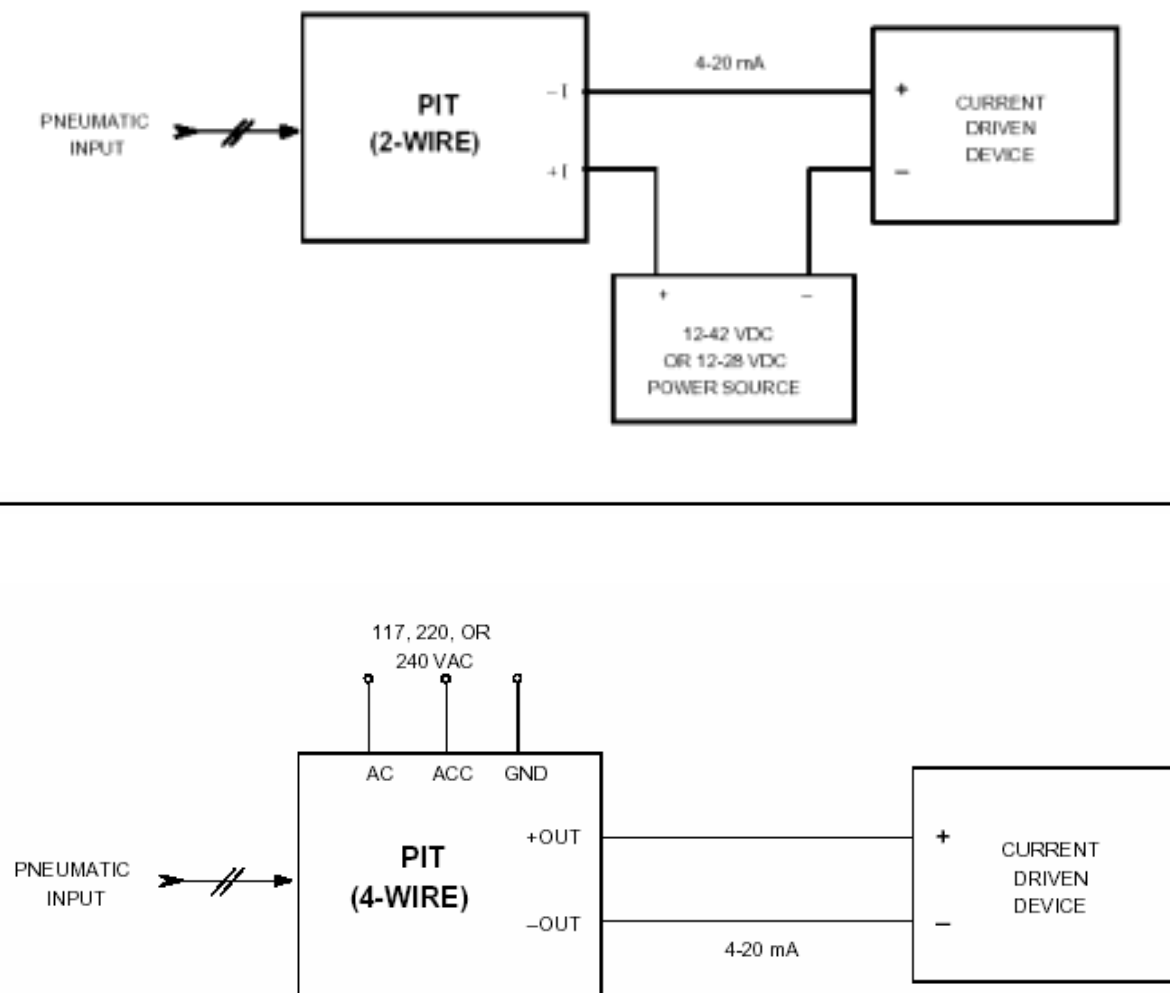 4-20 mA
PIT
(2-WIRE)
–I
+I
PNEUMATIC
INPUT
+
–
CURRENT
DRIVEN
DEVICE
+ –
12-42 VDC
OR 12-28 VDC
POWER SOURCE
117, 220, OR
240 VAC
AC ACC GND
PIT
(4-WIRE)
+OUT
–OUT
PNEUMATIC
INPUT
4-20 mA
+
–
CURRENT
DRIVEN
DEVICE